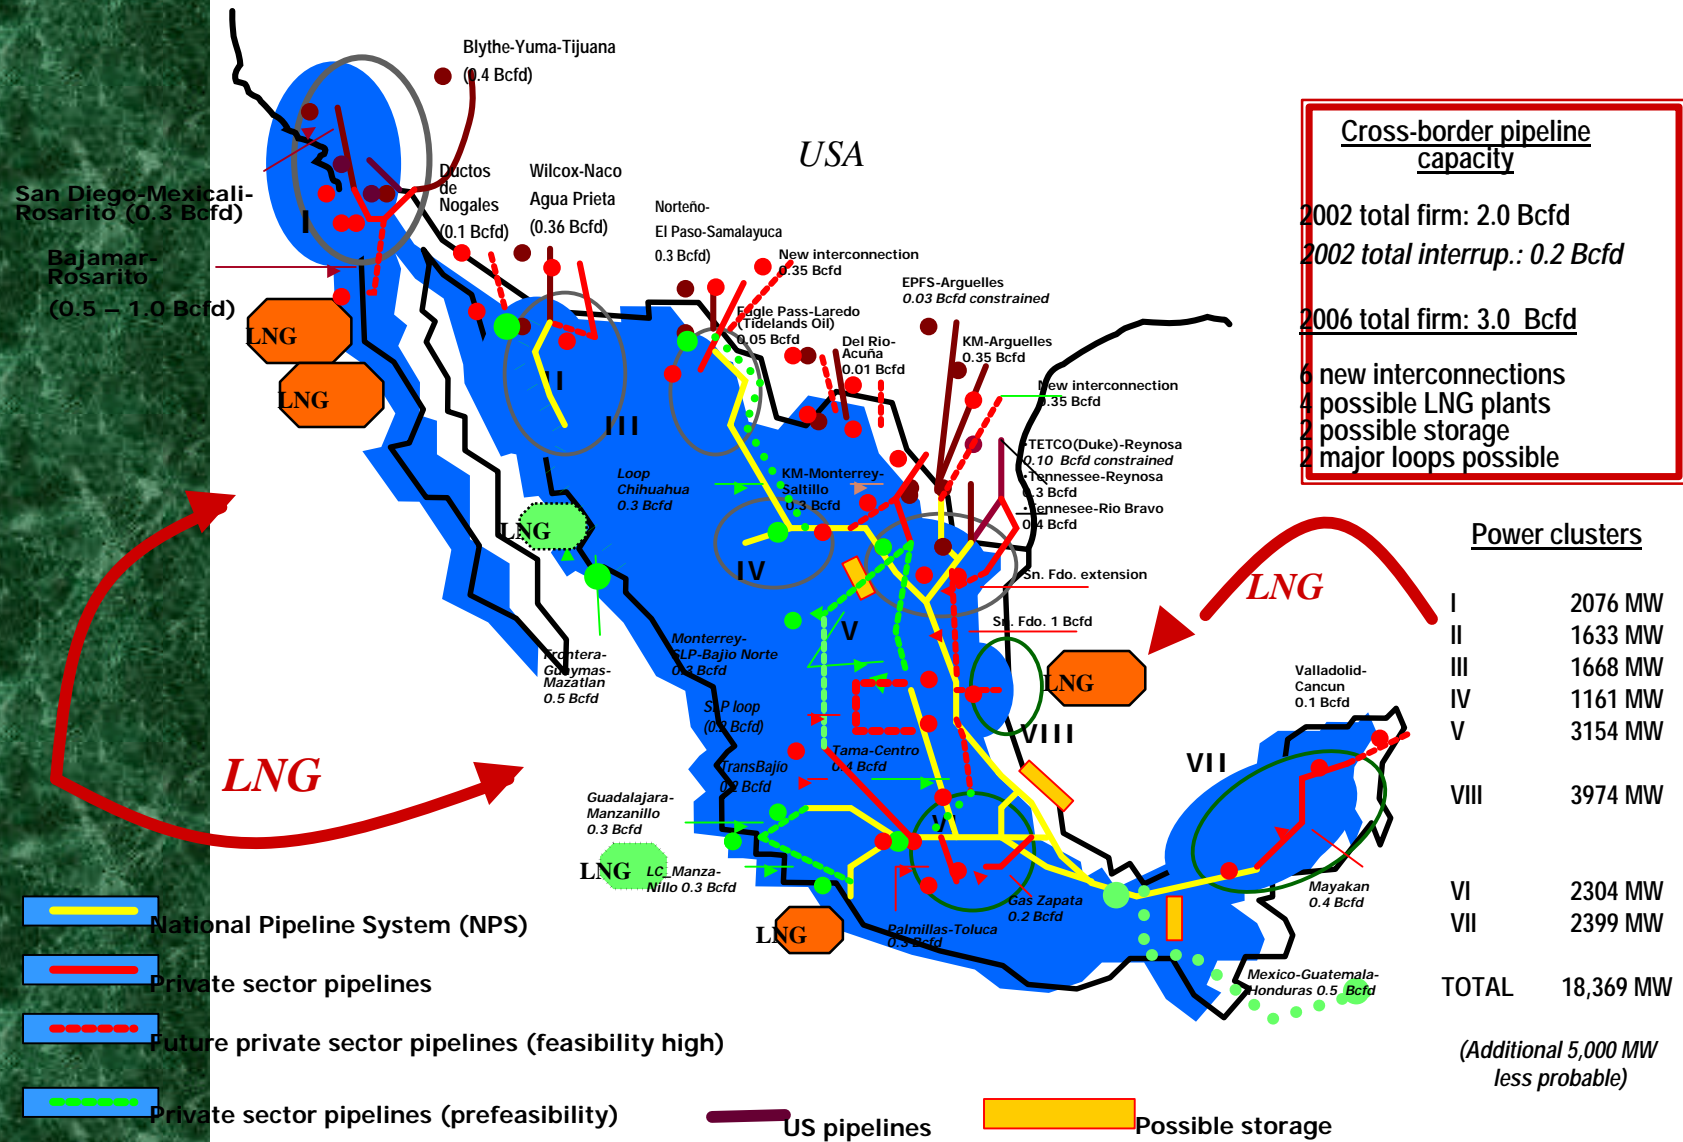 Blythe-Yuma-Tijuana
(0.4 Bcfd)
USA
Cross-border pipeline
capacity
2002 total firm: 2.0 Bcfd
2002 total interrup.: 0.2 Bcfd
2006 total firm: 3.0 Bcfd
6 new interconnections
4 possible LNG plants
2 possible storage
2 major loops possible
San Diego-Mexicali-
Rosarito (0.3 Bcfd)
I
Bajamar-
Rosarito
(0.5 – 1.0 Bcfd)
Ductos
de
Nogales
(0.1 Bcfd)
Wilcox-Naco
Agua Prieta
(0.36 Bcfd)
Norteño-
El Paso-Samalayuca
0.3 Bcfd)
New interconnection
0.35 Bcfd
Eagle Pass-Laredo
(Tidelands Oil)
0.05 Bcfd
EPFS-Arguelles
0.03 Bcfd constrained
Del Rio-
Acuña
0.01 Bcfd
KM-Arguelles
0.35 Bcfd
New interconnection
0.35 Bcfd
LNG
LNG
II
III
•TETCO(Duke)-Reynosa
0.10 Bcfd constrained
•Tennessee-Reynosa
0.3 Bcfd
•Tennesee-Rio Bravo
0.4 Bcfd
Loop
Chihuahua
0.3 Bcfd
KM-Monterrey-
Saltillo
0.3 Bcfd
LNG
IV
Sn. Fdo. extension
Sn. Fdo. 1 Bcfd
V
Monterrey-
SLP-Bajio Norte
0.3 Bcfd
Frontera-
Guaymas-
Mazatlan
0.5 Bcfd
SLP loop
(0.2 Bcfd)
TransBajio
0.2 Bcfd
Tama-Centro
0.4 Bcfd
LNG
VIII
LNG
Power clusters
I 2076 MW
II 1633 MW
III 1668 MW
IV 1161 MW
V 3154 MW
VIII 3974 MW
VI 2304 MW
VII 2399 MW
TOTAL 18,369 MW
(Additional 5,000 MW
less probable)
Valladolid-
Cancun
0.1 Bcfd
VII
LNG
Guadalajara-
Manzanillo
0.3 Bcfd
LNG
LC_Manza-
Nillo 0.3 Bcfd
LNG
Palmillas-Toluca
0.3 Bcfd
Gas Zapata
0.2 Bcfd
Mayakan
0.4 Bcfd
Mexico-Guatemala-
Honduras 0.5 Bcfd
National Pipeline System (NPS)
Private sector pipelines
Future private sector pipelines (feasibility high)
Private sector pipelines (prefeasibility)
US pipelines
Possible storage